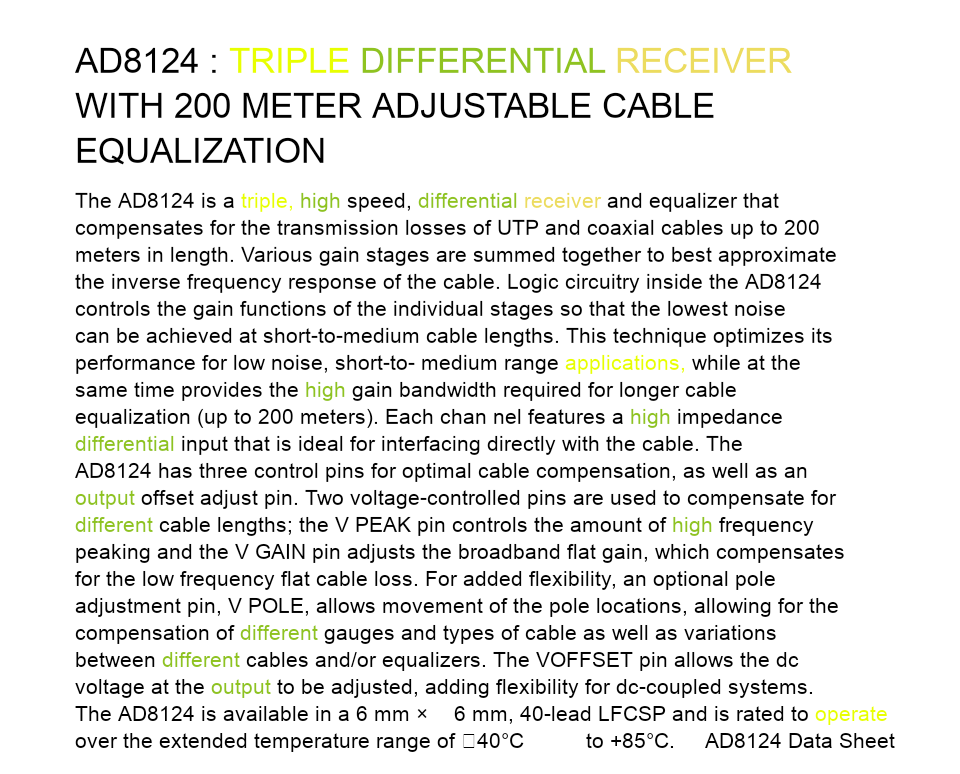 AD8124 : TRIPLE DIFFERENTIAL RECEIVER
WITH 200 METER ADJUSTABLE CABLE
EQUALIZATION
The AD8124 is a triple, high speed, differential receiver and equalizer that
compensates for the transmission losses of UTP and coaxial cables up to 200
meters in length. Various gain stages are summed together to best approximate
the inverse frequency response of the cable. Logic circuitry inside the AD8124
controls the gain functions of the individual stages so that the lowest noise
can be achieved at short-to-medium cable lengths. This technique optimizes its
performance for low noise, short-to- medium range applications, while at the
same time provides the high gain bandwidth required for longer cable
equalization (up to 200 meters). Each chan nel features a high impedance
differential input that is ideal for interfacing directly with the cable. The
AD8124 has three control pins for optimal cable compensation, as well as an
output offset adjust pin. Two voltage-controlled pins are used to compensate for
different cable lengths; the V PEAK pin controls the amount of high frequency
peaking and the V GAIN pin adjusts the broadband flat gain, which compensates
for the low frequency flat cable loss. For added flexibility, an optional pole
adjustment pin, V POLE, allows movement of the pole locations, allowing for the
compensation of different gauges and types of cable as well as variations
between different cables and/or equalizers. The VOFFSET pin allows the dc
voltage at the output to be adjusted, adding flexibility for dc-coupled systems.
The AD8124 is available in a 6 mm × 6 mm, 40-lead LFCSP and is rated to operate
over the extended temperature range of □40°C to +85°C. AD8124 Data Sheet